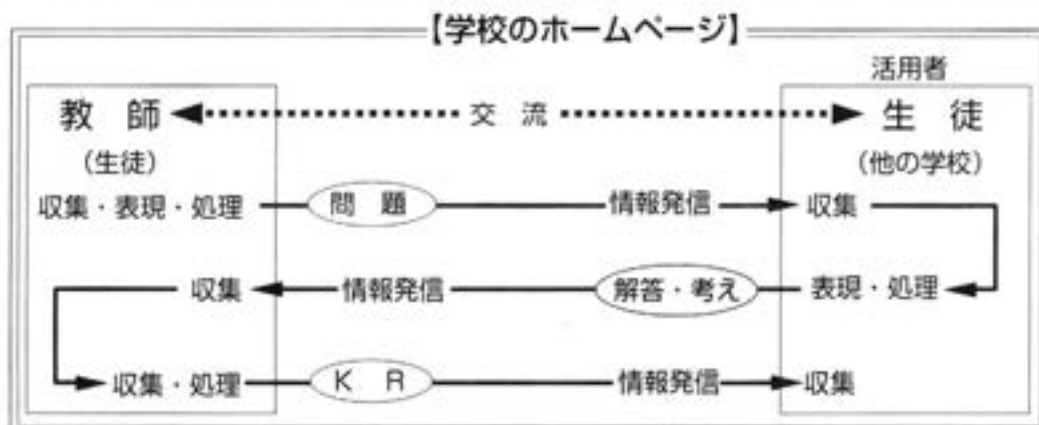 【学校のホームページ】
活用者
教 師 交 流 生 徒
(生徒) (他の学校)
収集・表現・処理 問 題 情報発信 収集
収集 情報発信 解答・考え 表現・処理
収集・処理 K R 情報発信 収集